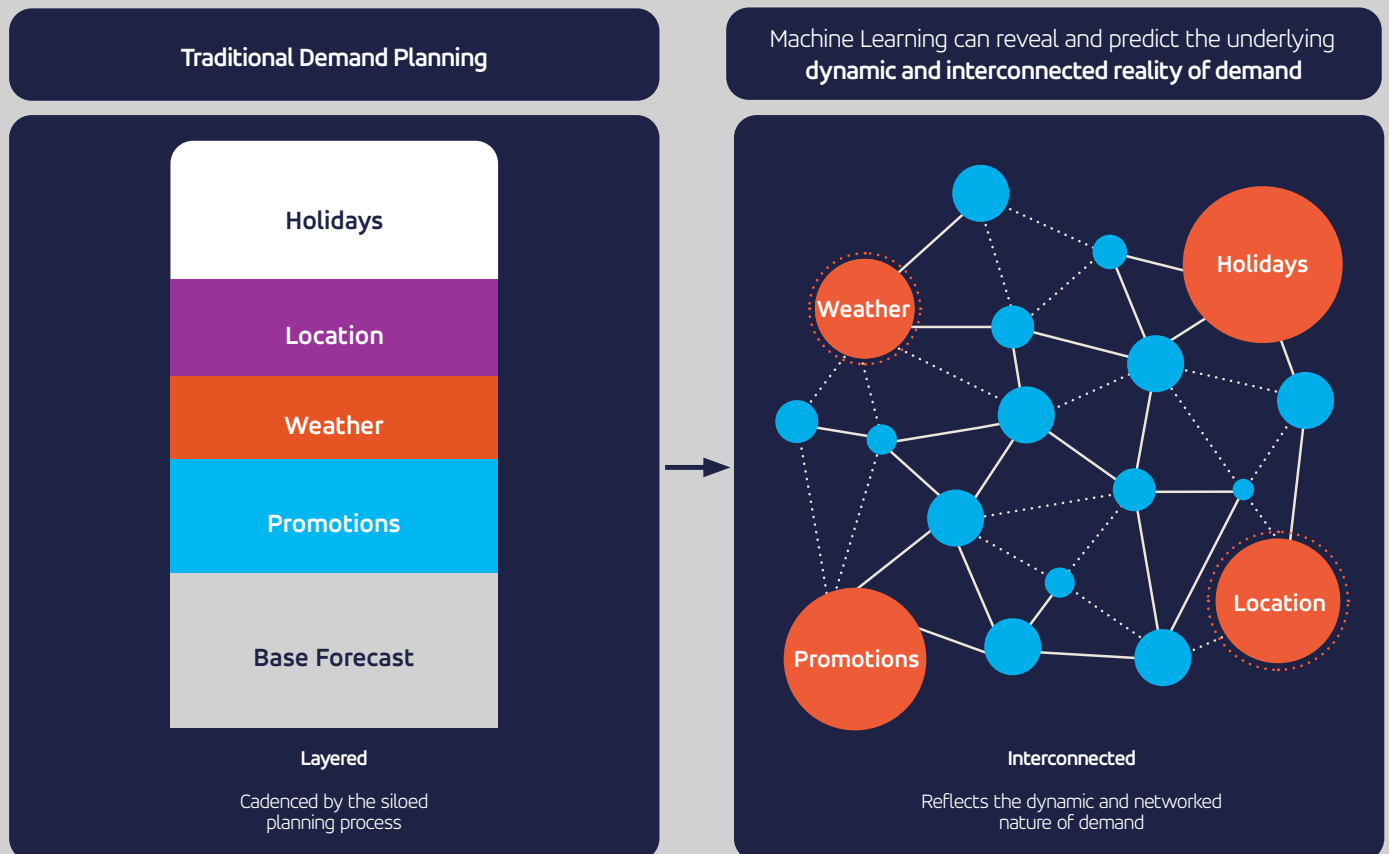 Traditional Demand Planning
Holidays
Location
Weather
Promotions
Base Forecast
Layered
Cadenced by the siloed
planning process
Machine Learning can reveal and predict the underlying
dynamic and interconnected reality of demand
Holidays
Weather
Location
Promotions
Interconnected
Reflects the dynamic and networked
nature of demand